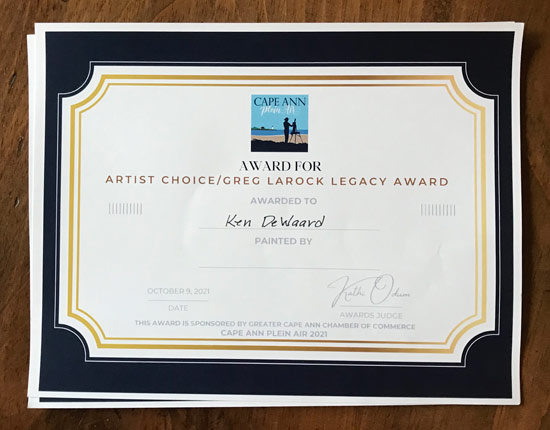 CAPE ANN
Plein Air
AWARD FOR
ARTIST CHOICE/GREG LAROCK LEGACY AWARD
AWARDED TO
Ken DeWaard
PAINTED BY
OCTOBER 9, 2021
DATE
Kathi Odum
AWARDS JUDGE
THIS AWARD IS SPONSORED BY GREATER CAPE ANN CHAMBER OF COMMERCE
CAPE ANN PLEIN AIR 2021